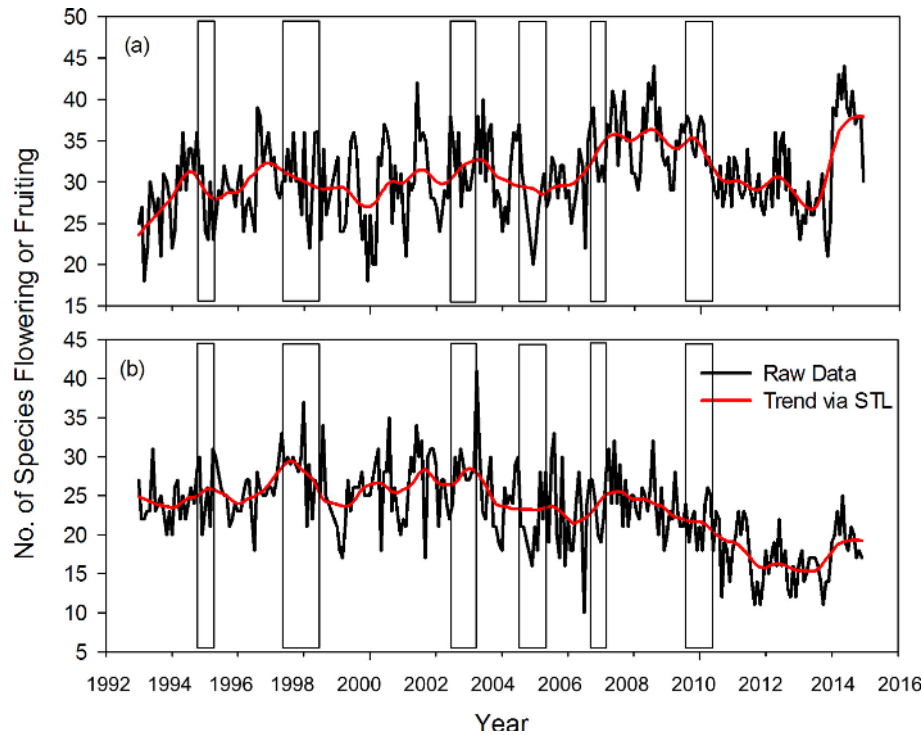 No. of Species Flowering or Fruiting
50
45
40
35
30
25
20
15
(a)
45
40
35
30
25
20
15
10
5
(b)
Raw Data
Trend via STL
1992 1994 1996 1998 2000 2002 2004 2006 2008 2010 2012 2014 2016
Year